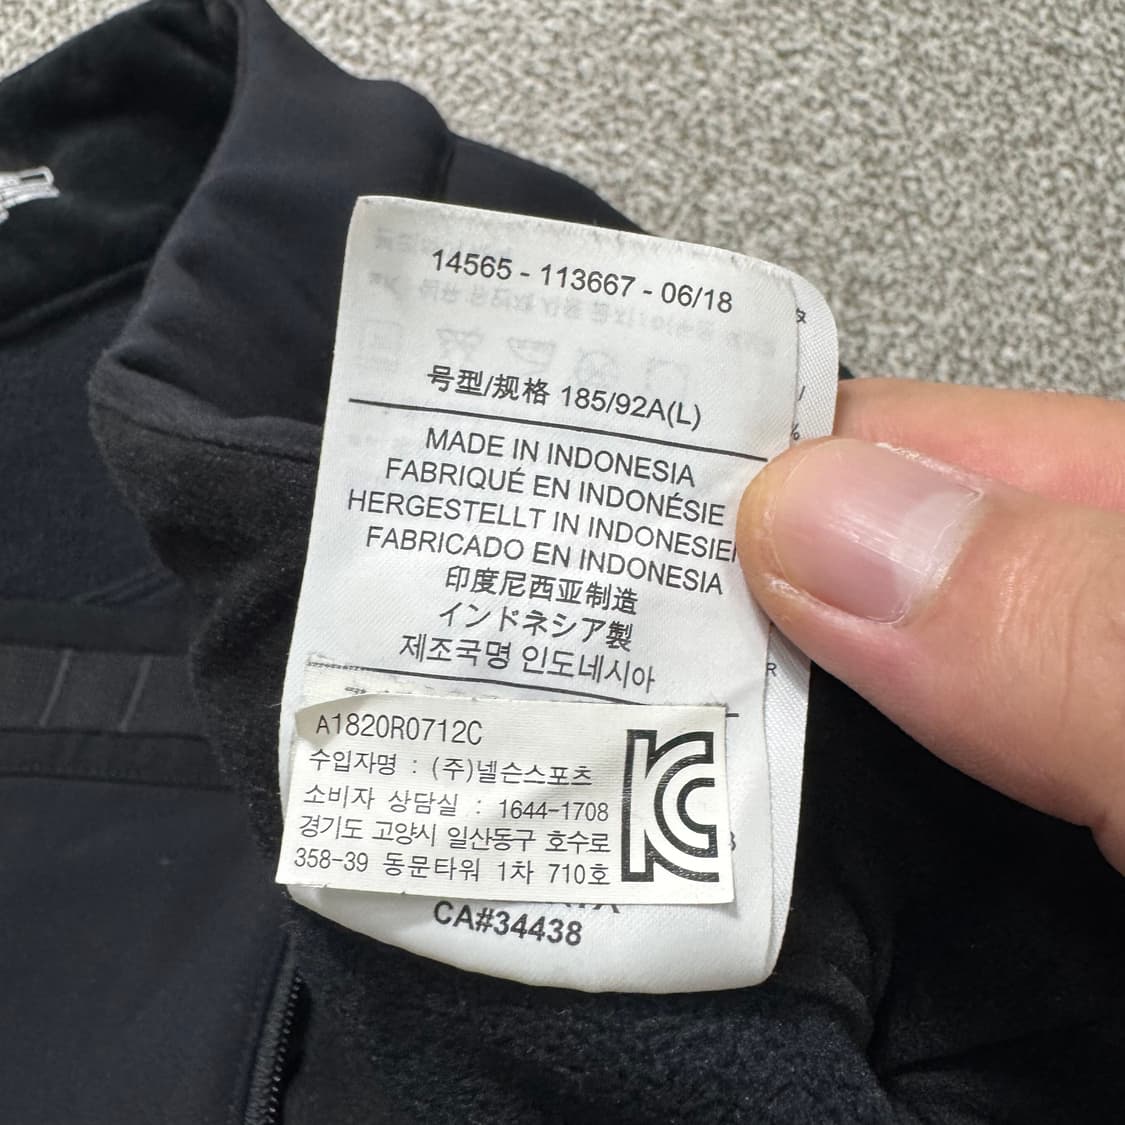 14565 - 113667 - 06/18
号型/规格 185/92A(L)
MADE IN INDONESIA
FABRIQUÉ EN INDONÉSIE
HERGESTELLT IN INDONESIEN
FABRICADO EN INDONESIA
印度尼西亚制造
インドネシア製
제조국명 인도네시아
A1820R0712C
수입자명 : (주)넬슨스포츠
소비자 상담실 : 1644-1708
경기도 고양시 일산동구 호수로
358-39 동문타워 1차 710호
CA#34438